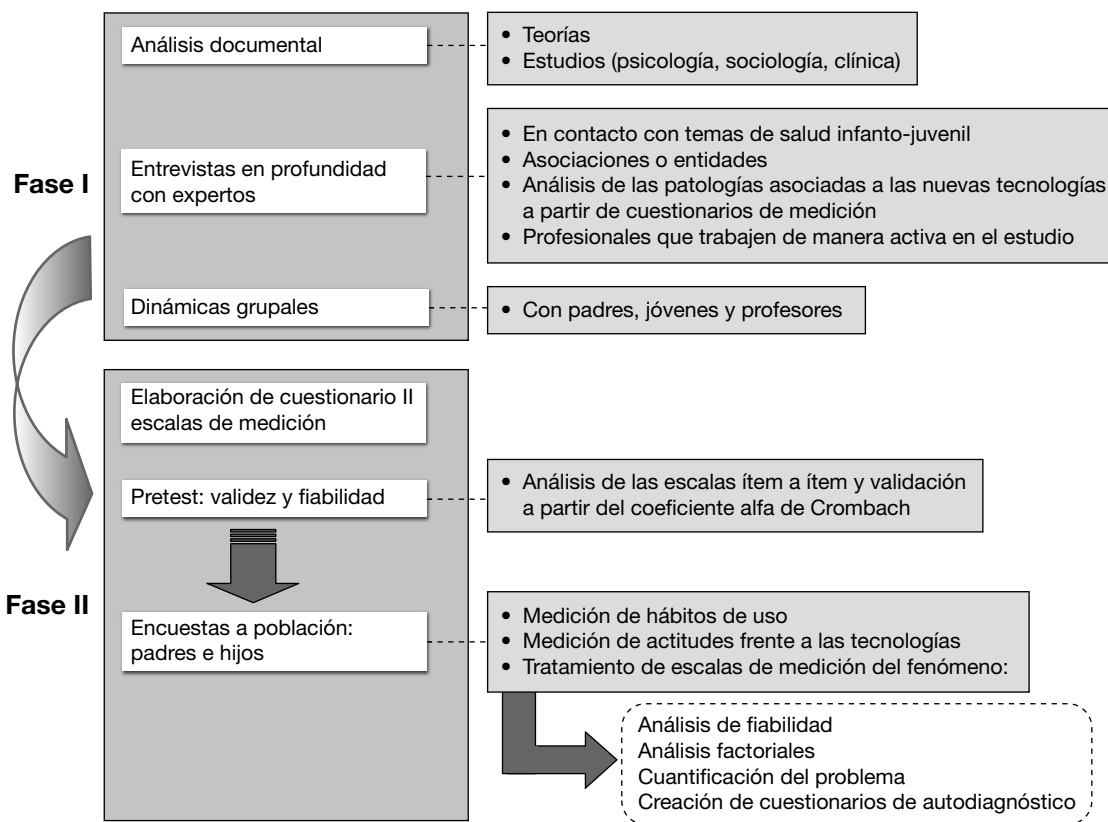 Fase I
Análisis documental
• Teorías
• Estudios (psicología, sociología, clínica)
Entrevistas en profundidad
con expertos
• En contacto con temas de salud infanto-juvenil
• Asociaciones o entidades
• Análisis de las patologías asociadas a las nuevas tecnologías
a partir de cuestionarios de medición
• Profesionales que trabajen de manera activa en el estudio
Dinámicas grupales
• Con padres, jóvenes y profesores
Fase II
Elaboración de cuestionario II
escalas de medición
Pretest: validez y fiabilidad
• Análisis de las escalas ítem a ítem y validación
a partir del coeficiente alfa de Crombach
Encuestas a población:
padres e hijos
• Medición de hábitos de uso
• Medición de actitudes frente a las tecnologías
• Tratamiento de escalas de medición del fenómeno:
Análisis de fiabilidad
Análisis factoriales
Cuantificación del problema
Creación de cuestionarios de autodiagnóstico